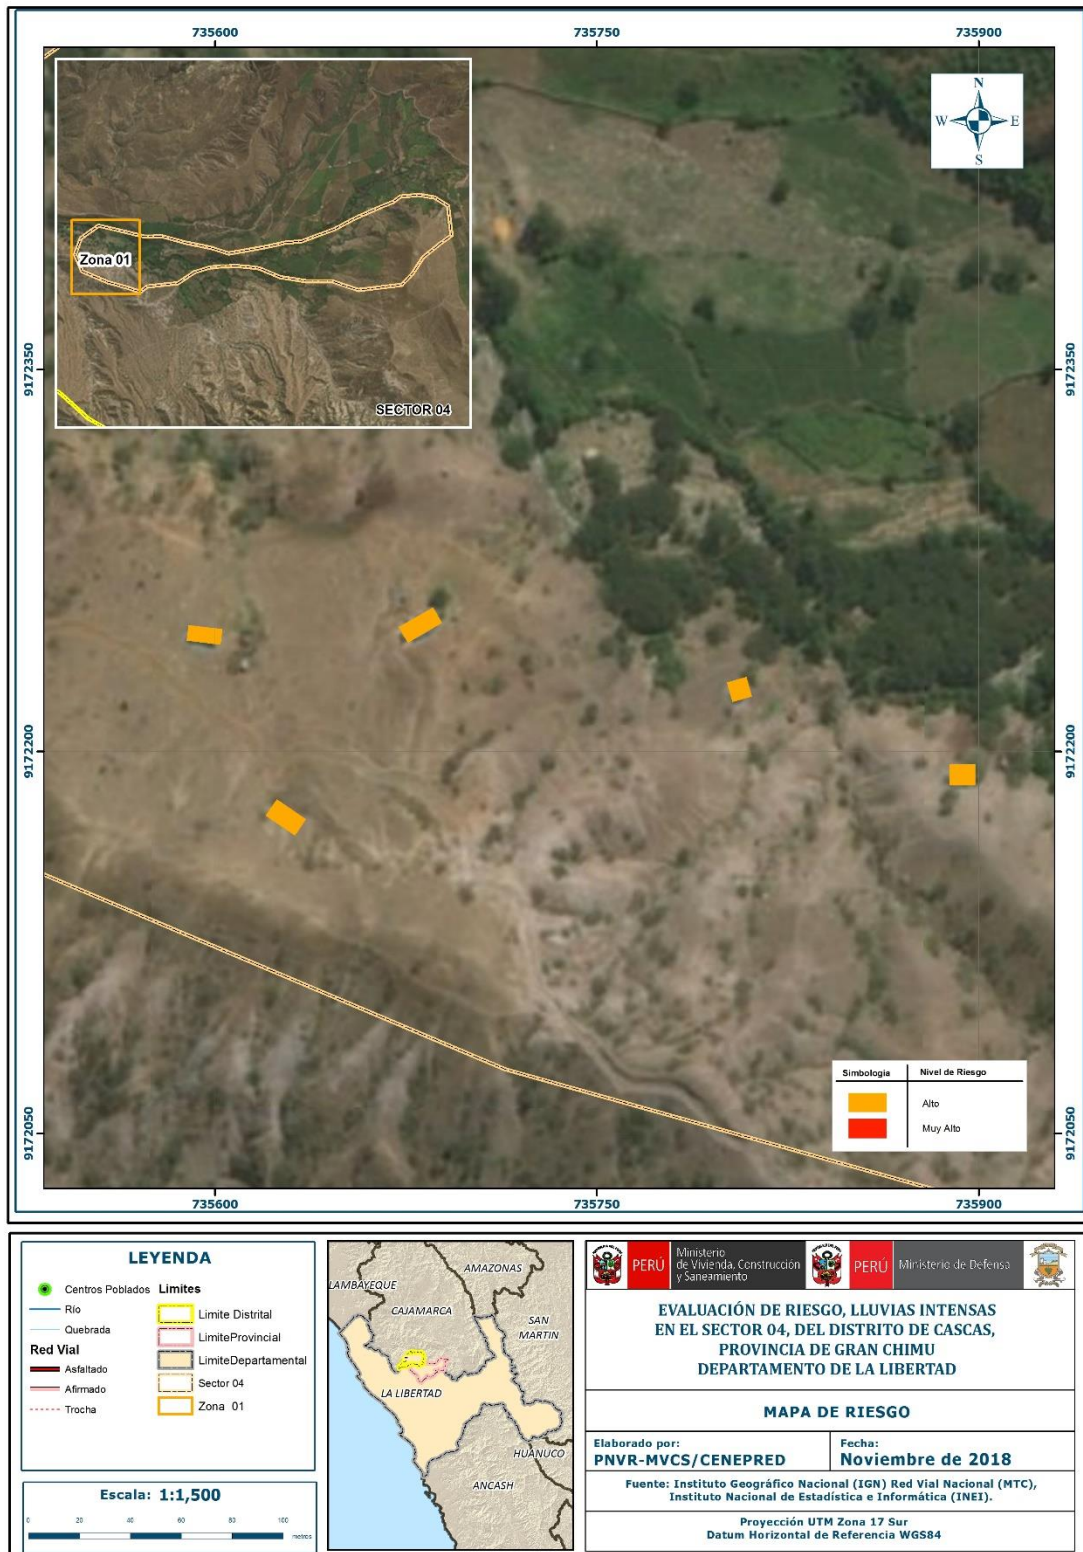 735600
735750
735900
N
W E
S
Zona 01
SECTOR 04
9172350
9172350
9172200
9172200
9172050
9172050
Simbologia Nivel de Riesgo
Alto
Muy Alto
735600
735750
735900
LEYENDA
Centros Poblados
Río
Quebrada
Red Vial
Asfaltado
Afirmado
Trocha
Limites
Limite Distrital
LimiteProvincial
LimiteDepartamental
Sector 04
Zona 01
Escala: 1:1,500
0 20 40 60 80 100
metros
AMAZONAS
LAMBAYEQUE
CAJAMARCA
SAN
MARTIN
LA LIBERTAD
HUANUCO
ANCASH
PERÚ
Ministerio
de Vivienda, Construcción
y Saneamiento
PERÚ
Ministerio de Defensa
EVALUACIÓN DE RIESGO, LLUVIAS INTENSAS
EN EL SECTOR 04, DEL DISTRITO DE CASCAS,
PROVINCIA DE GRAN CHIMU
DEPARTAMENTO DE LA LIBERTAD
MAPA DE RIESGO
Elaborado por:
PNVR-MVCS/CENEPRED
Fecha:
Noviembre de 2018
Fuente: Instituto Geográfico Nacional (IGN) Red Vial Nacional (MTC),
Instituto Nacional de Estadística e Informática (INEI).
Proyección UTM Zona 17 Sur
Datum Horizontal de Referencia WGS84